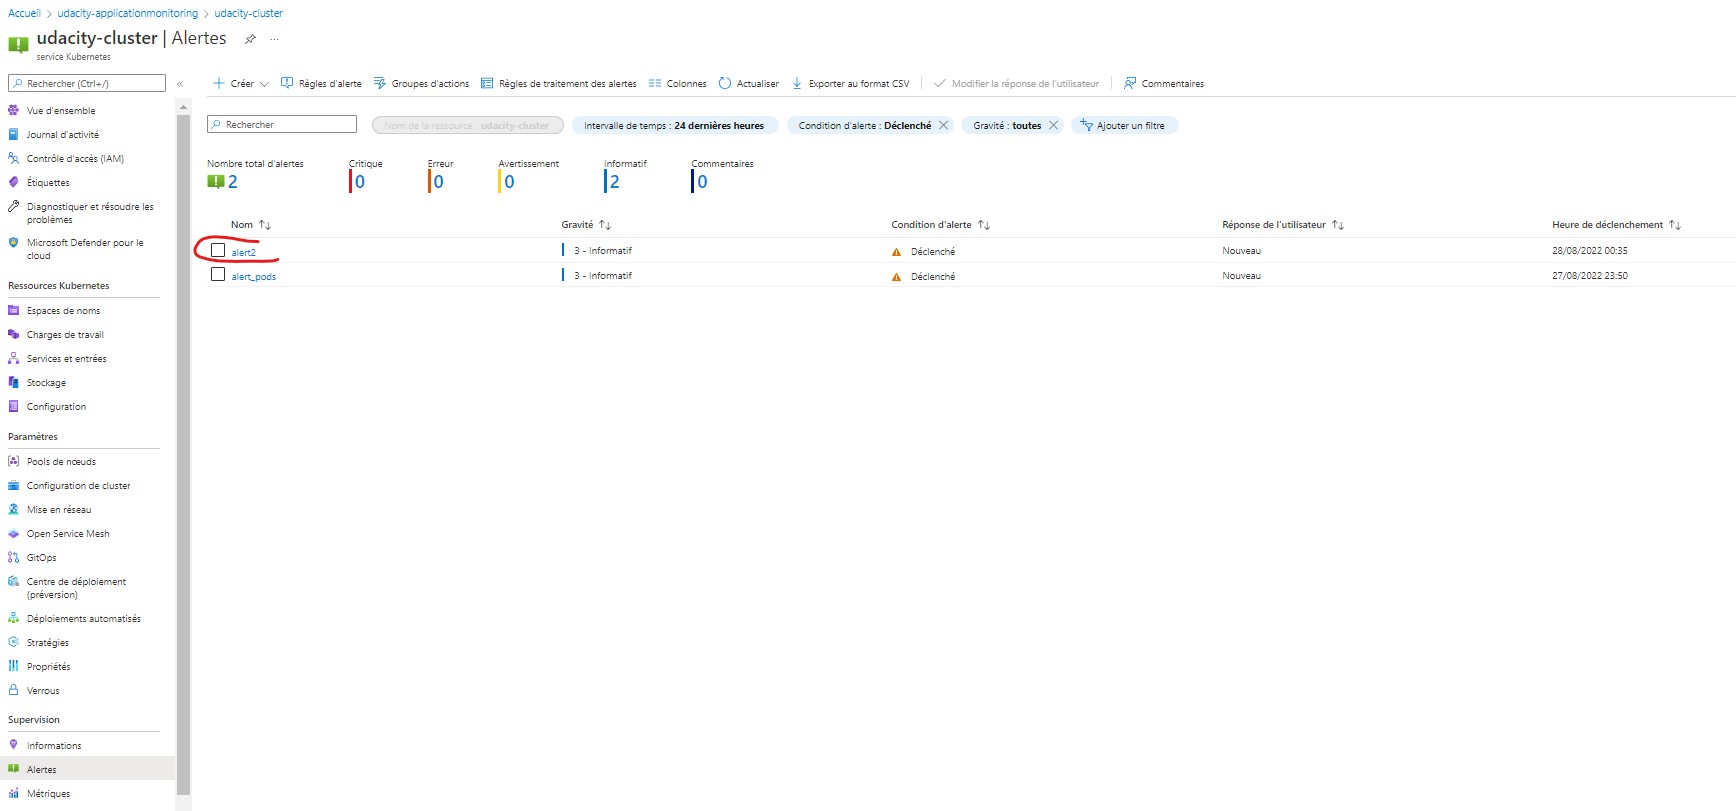 Accueil > udacity-applicationmonitoring > udacity-cluster
udacity-cluster | Alertes ...
service Kubernetes
Rechercher (Ctrl+/) «
Vue d'ensemble
Journal d'activité
Contrôle d'accès (IAM)
Étiquettes
Diagnostiquer et résoudre les
problèmes
Microsoft Defender pour le
cloud
Ressources Kubernetes
Espaces de noms
Charges de travail
Services et entrées
Stockage
Configuration
Paramètres
Pools de nœuds
Configuration de cluster
Mise en réseau
Open Service Mesh
GitOps
Centre de déploiement
(préversion)
Déploiements automatisés
Stratégies
Propriétés
Verrous
Supervision
Informations
Alertes
Métriques
Créer Règles d'alerte Groupes d'actions Règles de traitement des alertes Colonnes Actualiser Exporter au format CSV Modifier la réponse de l'utilisateur Commentaires
Rechercher Nom de la ressource : udacity-cluster Intervalle de temps : 24 dernières heures Condition d'alerte : Déclenché Gravité : toutes Ajouter un filtre
Nombre total d'alertes Critique Erreur Avertissement Informatif Commentaires
2 0 0 0 2 0
Nom Gravité Condition d'alerte Réponse de l'utilisateur Heure de déclenchement
alert2 3 - Informatif Déclenché Nouveau 28/08/2022 00:35
alert_pods 3 - Informatif Déclenché Nouveau 27/08/2022 23:50